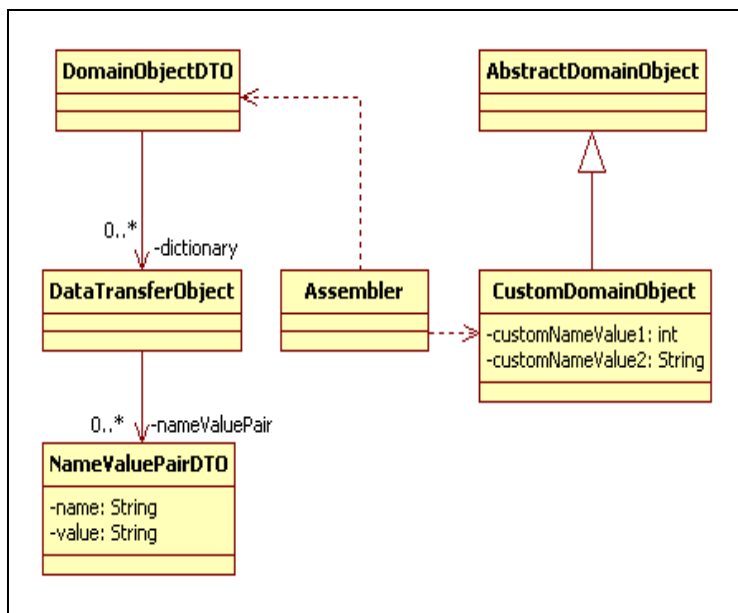 DomainObjectDTO
AbstractDomainObject
0..*
-dictionary
DataTransferObject
Assembler
CustomDomainObject
-customNameValue1: int
-customNameValue2: String
0..*
-nameValuePair
NameValuePairDTO
-name: String
-value: String